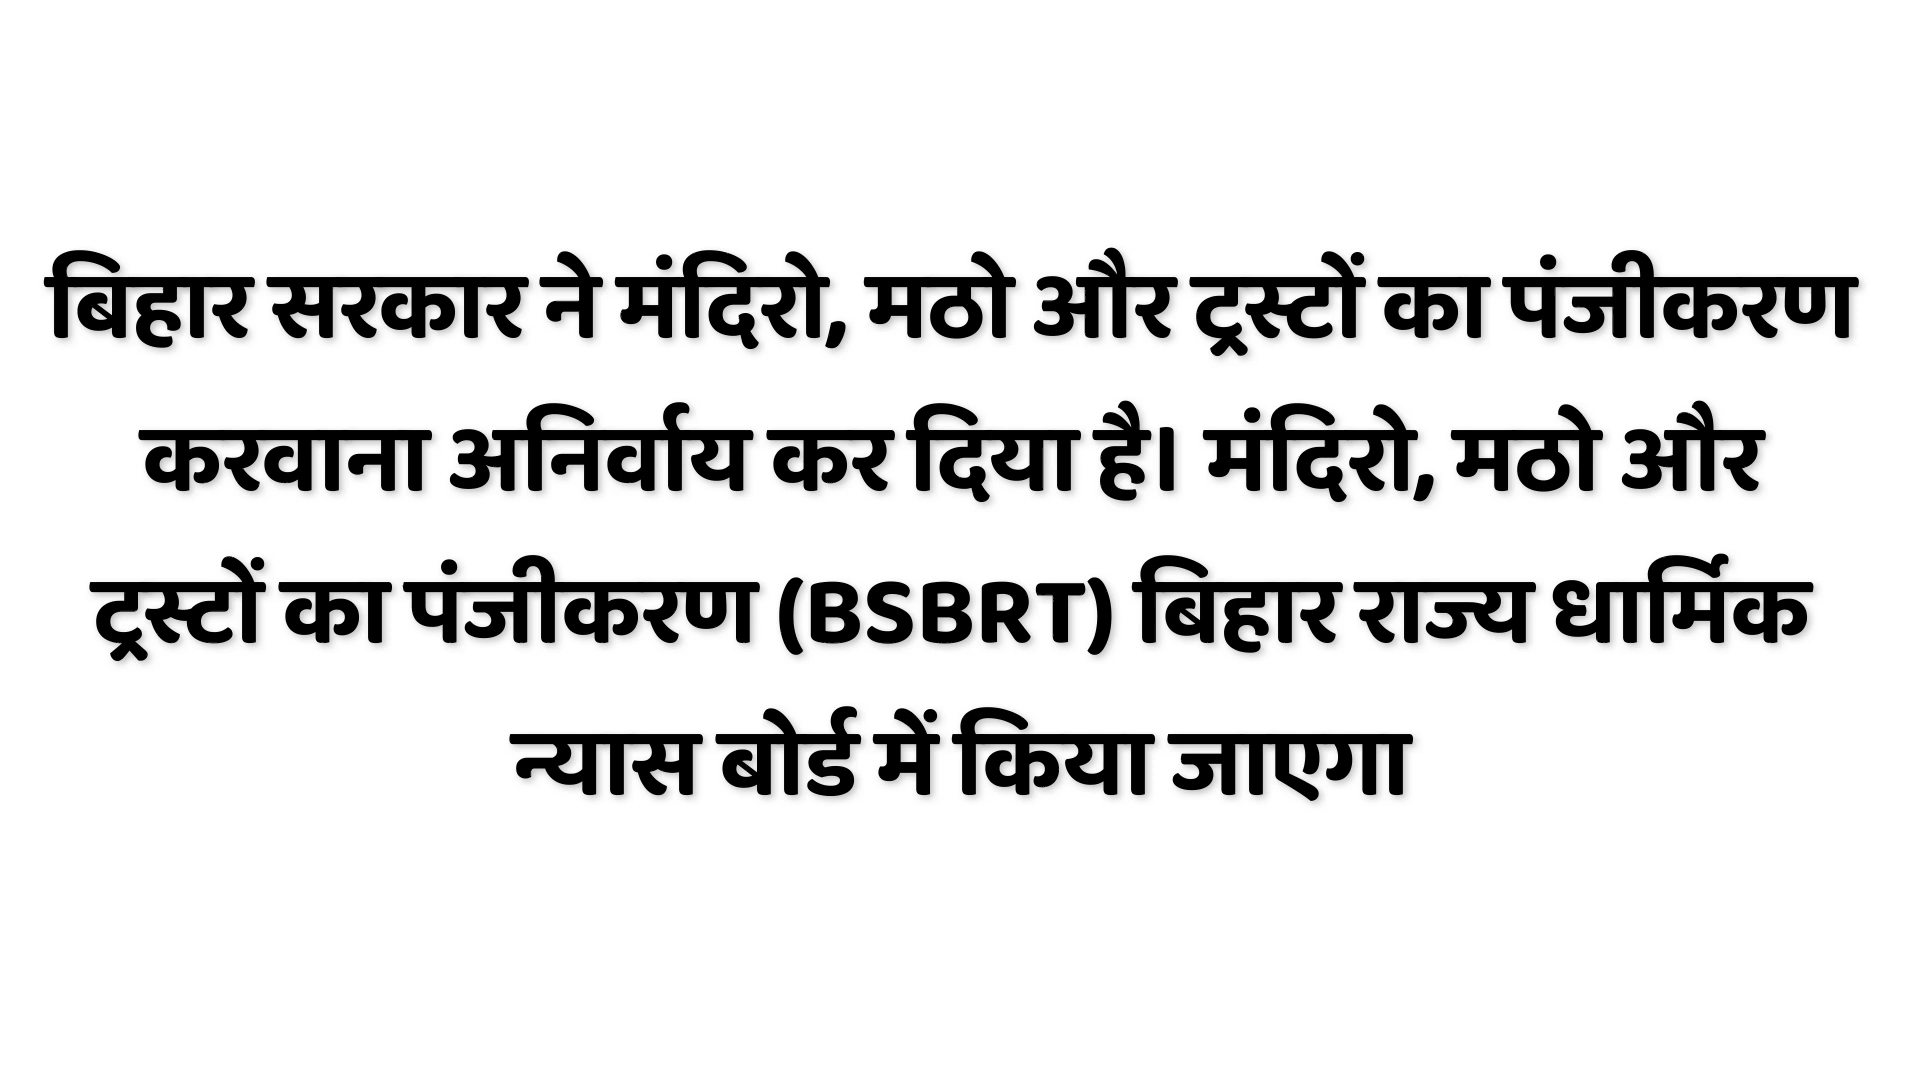 बिहार सरकार ने मंदिरो, मठो और ट्रस्टों का पंजीकरण
करवाना अनिर्वाय कर दिया है। मंदिरो, मठो और
ट्रस्टों का पंजीकरण (BSBRT) बिहार राज्य धार्मिक
न्यास बोर्ड में किया जाएगा